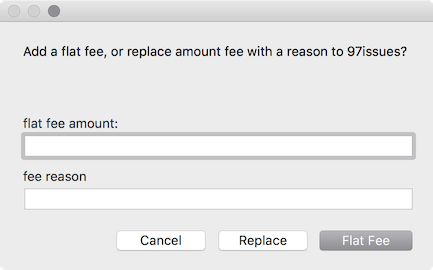 Add a flat fee, or replace amount fee with a reason to 97issues?
flat fee amount:
fee reason
Cancel Replace Flat Fee